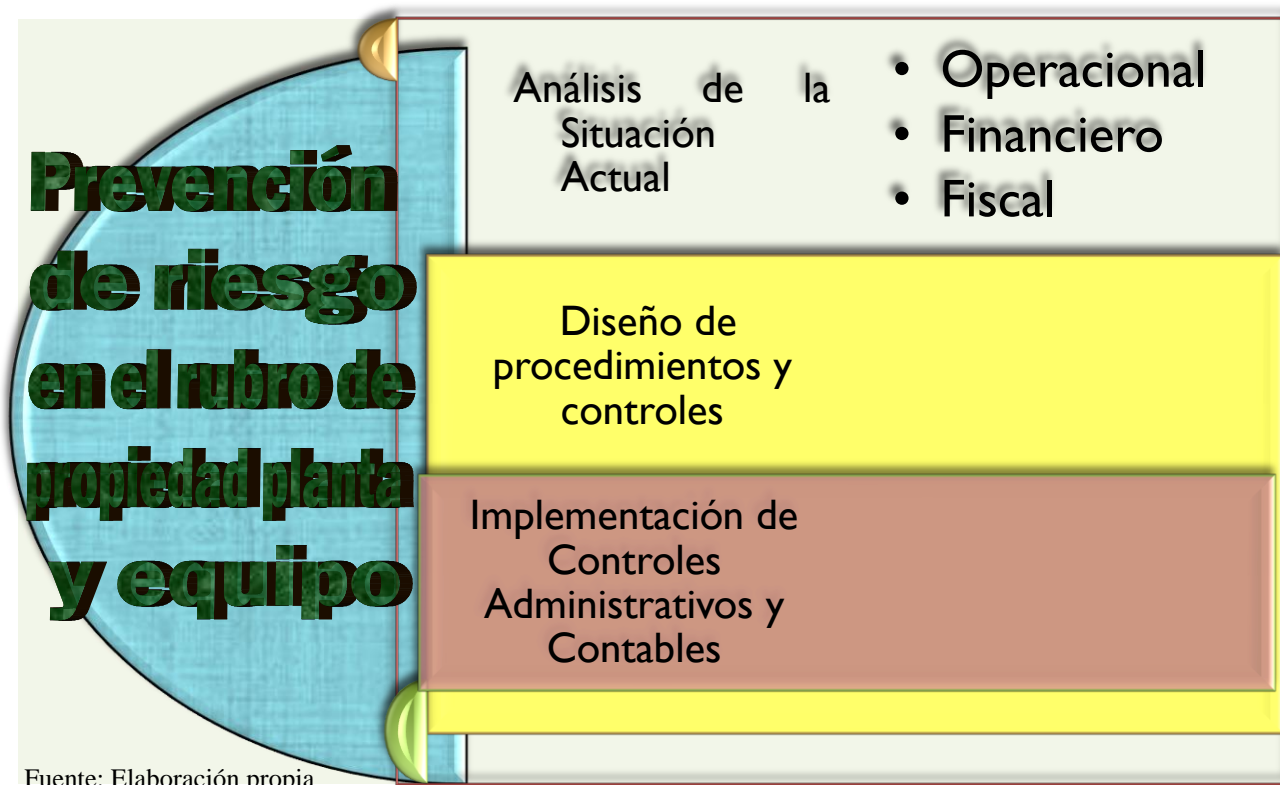 Prevención
de riesgo
en el rubro de
propiedad planta
y equipo
Análisis de la
Situación
Actual
• Operacional
• Financiero
• Fiscal
Diseño de
procedimientos y
controles
Implementación de
Controles
Administrativos y
Contables
Fuente: Elaboración propia